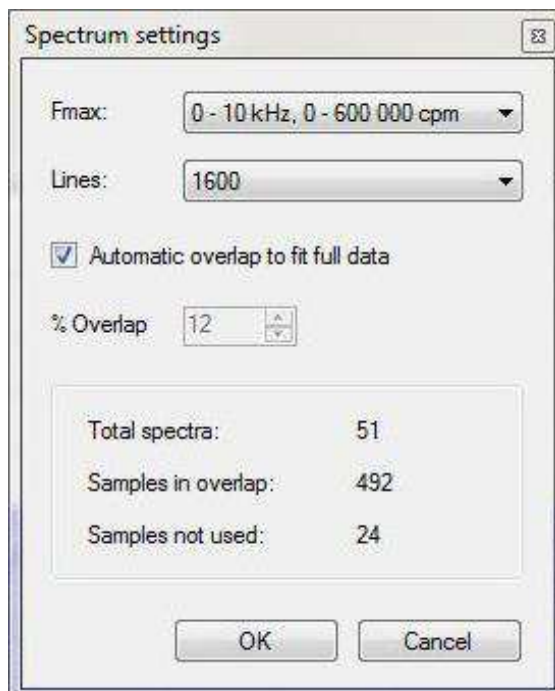 Spectrum settings
Fmax: 0 - 10 kHz, 0 - 600 000 cpm
Lines: 1600
Automatic overlap to fit full data
% Overlap 12
Total spectra: 51
Samples in overlap: 492
Samples not used: 24
OK Cancel